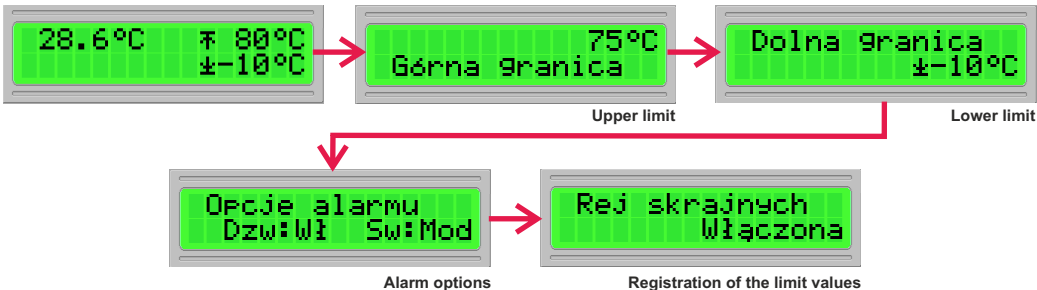 28.6°C ⤒ 80°C
⤓-10°C
75°C
Górna granica
Upper limit
Dolna granica
⤓-10°C
Lower limit
Opcje alarmu
Dzw:Wł Sw:Mod
Alarm options
Rej skrajnych
Włączona
Registration of the limit values